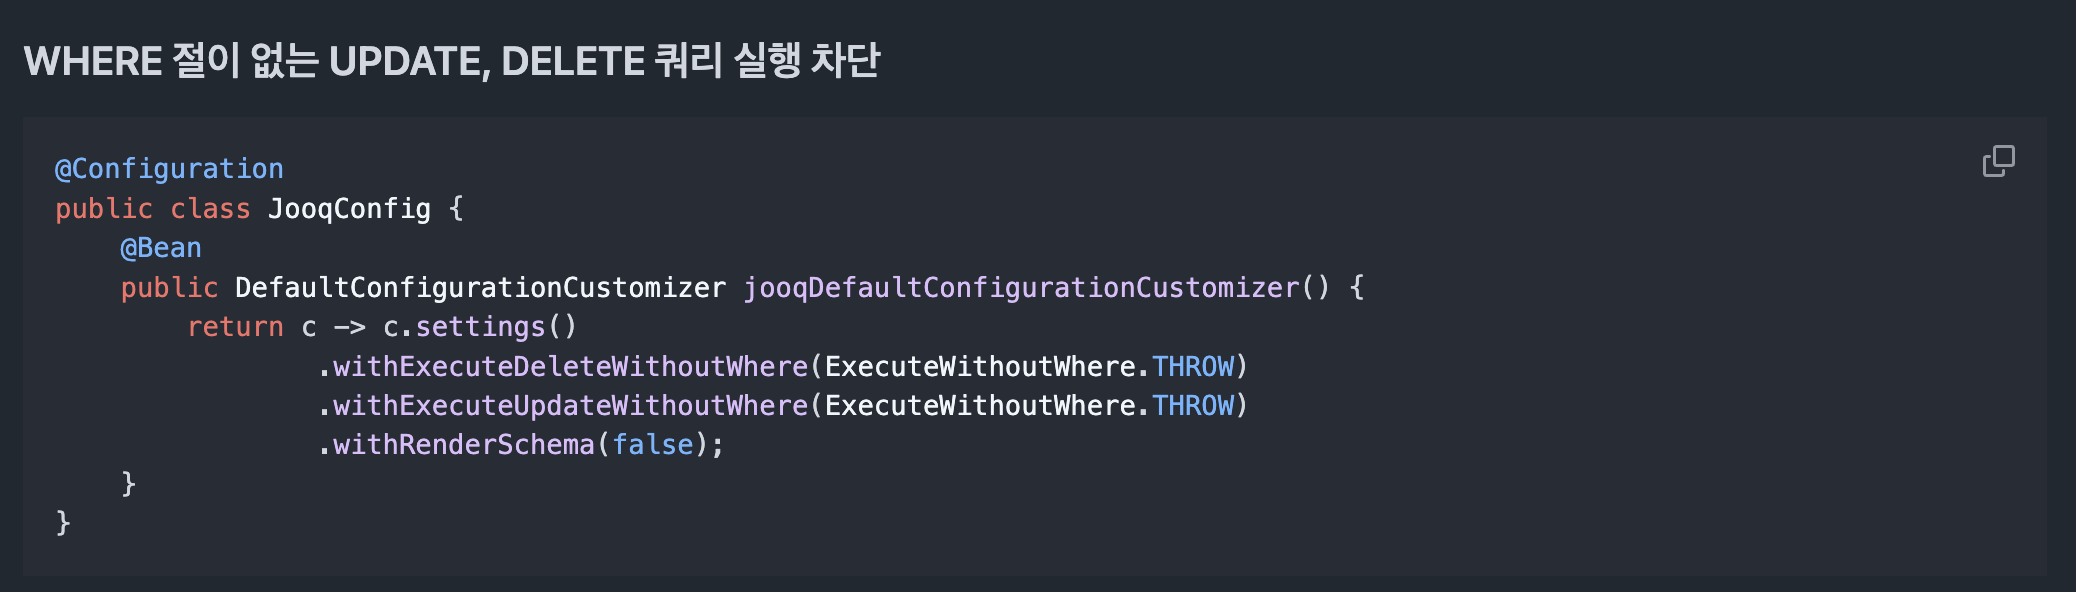 WHERE 절이 없는 UPDATE, DELETE 쿼리 실행 차단
@Configuration
public class JooqConfig {
    @Bean
    public DefaultConfigurationCustomizer jooqDefaultConfigurationCustomizer() {
        return c -> c.settings()
                .withExecuteDeleteWithoutWhere(ExecuteWithoutWhere.THROW)
                .withExecuteUpdateWithoutWhere(ExecuteWithoutWhere.THROW)
                .withRenderSchema(false);
    }
}